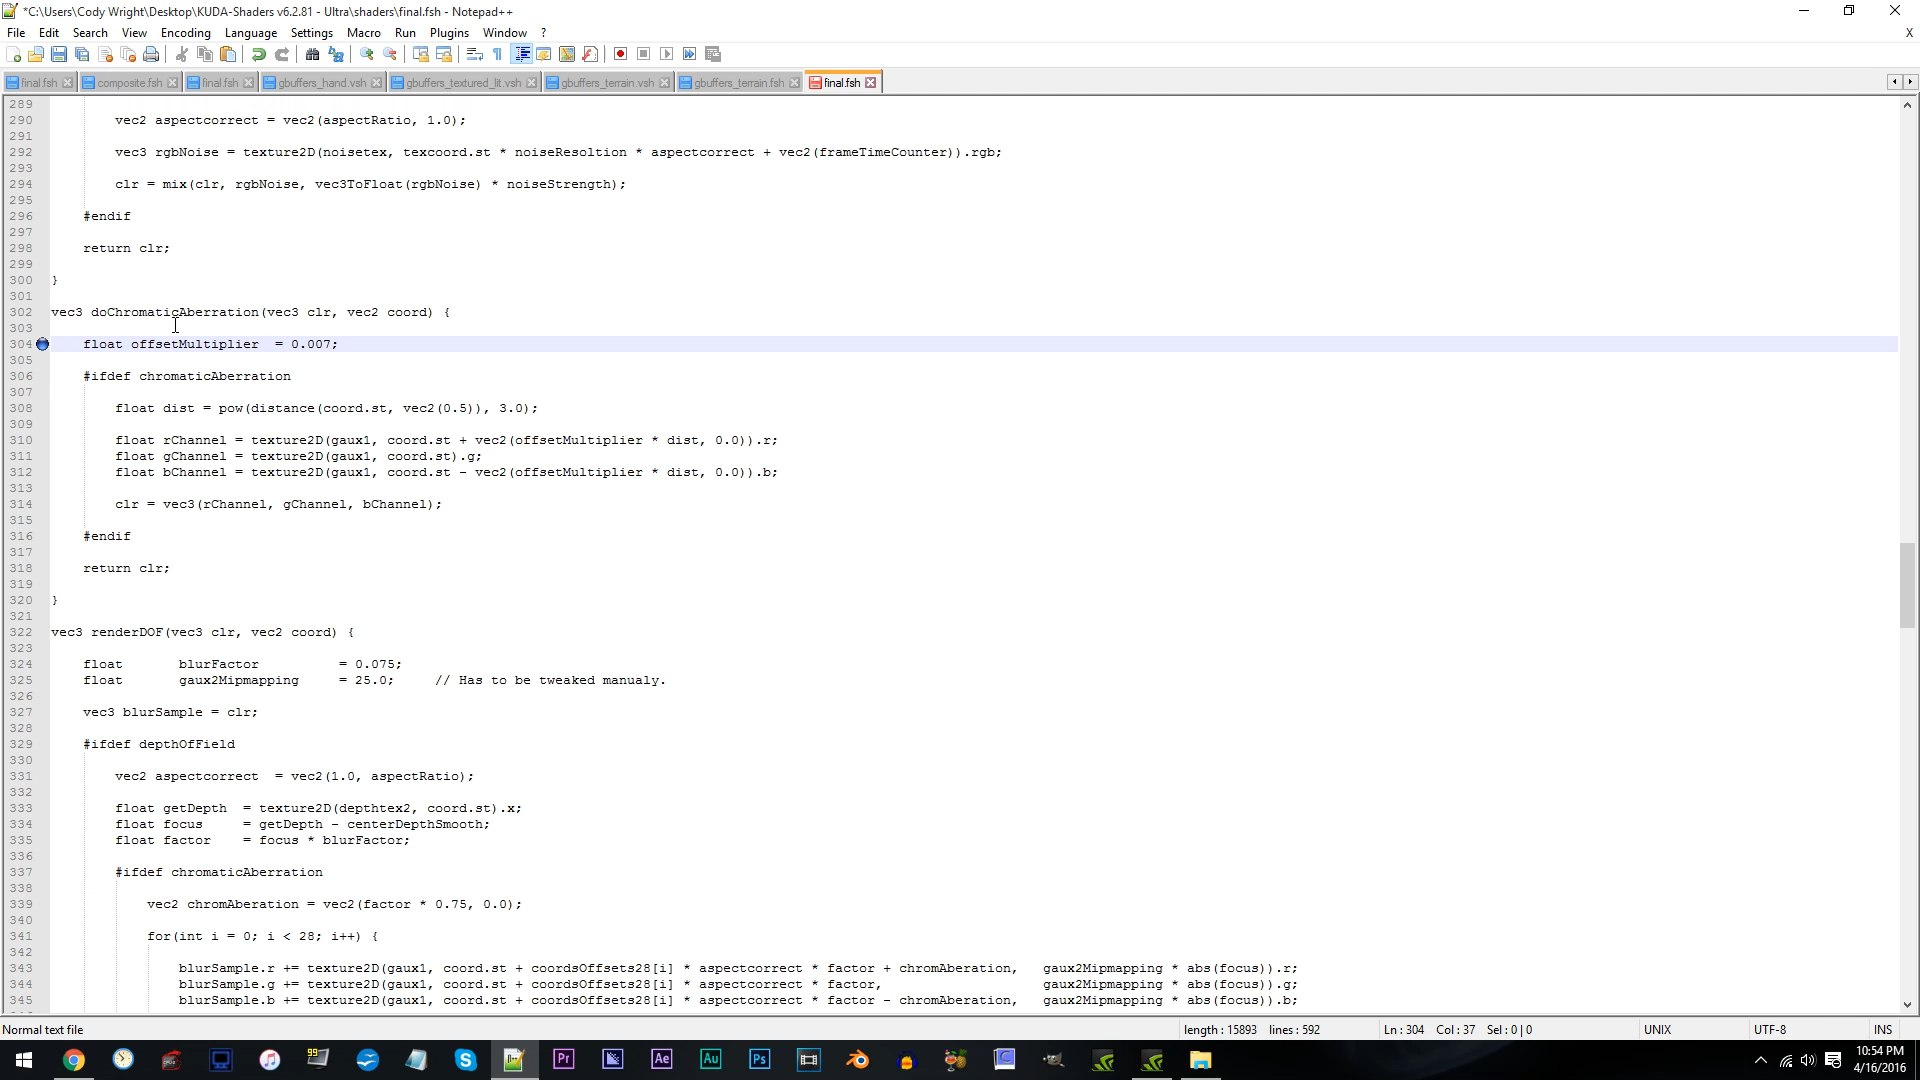 *C:\Users\Cody Wright\Desktop\KUDA-Shaders v6.2.81 - Ultra\shaders\final.fsh - Notepad++
File Edit Search View Encoding Language Settings Macro Run Plugins Window ? X
final.fsh composite.fsh final.fsh gbuffers_hand.vsh gbuffers_textured_lit.vsh gbuffers_terrain.vsh gbuffers_terrain.fsh final.fsh
289
290 vec2 aspectcorrect = vec2(aspectRatio, 1.0);
291
292 vec3 rgbNoise = texture2D(noisetex, texcoord.st * noiseResoltion * aspectcorrect + vec2(frameTimeCounter)).rgb;
293
294 clr = mix(clr, rgbNoise, vec3ToFloat(rgbNoise) * noiseStrength);
295
296 #endif
297
298 return clr;
299
300 }
301
302 vec3 doChromaticAberration(vec3 clr, vec2 coord) {
303
304 float offsetMultiplier = 0.007;
305
306 #ifdef chromaticAberration
307
308 float dist = pow(distance(coord.st, vec2(0.5)), 3.0);
309
310 float rChannel = texture2D(gaux1, coord.st + vec2(offsetMultiplier * dist, 0.0)).r;
311 float gChannel = texture2D(gaux1, coord.st).g;
312 float bChannel = texture2D(gaux1, coord.st - vec2(offsetMultiplier * dist, 0.0)).b;
313
314 clr = vec3(rChannel, gChannel, bChannel);
315
316 #endif
317
318 return clr;
319
320 }
321
322 vec3 renderDOF(vec3 clr, vec2 coord) {
323
324 float blurFactor = 0.075;
325 float gaux2Mipmapping = 25.0; // Has to be tweaked manualy.
326
327 vec3 blurSample = clr;
328
329 #ifdef depthOfField
330
331 vec2 aspectcorrect = vec2(1.0, aspectRatio);
332
333 float getDepth = texture2D(depthtex2, coord.st).x;
334 float focus = getDepth - centerDepthSmooth;
335 float factor = focus * blurFactor;
336
337 #ifdef chromaticAberration
338
339 vec2 chromAberation = vec2(factor * 0.75, 0.0);
340
341 for(int i = 0; i < 28; i++) {
342
343 blurSample.r += texture2D(gaux1, coord.st + coordsOffsets28[i] * aspectcorrect * factor + chromAberation, gaux2Mipmapping * abs(focus)).r;
344 blurSample.g += texture2D(gaux1, coord.st + coordsOffsets28[i] * aspectcorrect * factor, gaux2Mipmapping * abs(focus)).g;
345 blurSample.b += texture2D(gaux1, coord.st + coordsOffsets28[i] * aspectcorrect * factor - chromAberation, gaux2Mipmapping * abs(focus)).b;
Normal text file length : 15893 lines : 592 Ln : 304 Col : 37 Sel : 0 | 0 UNIX UTF-8 INS
99 Pr Ae Au Ps
10:54 PM
4/16/2016